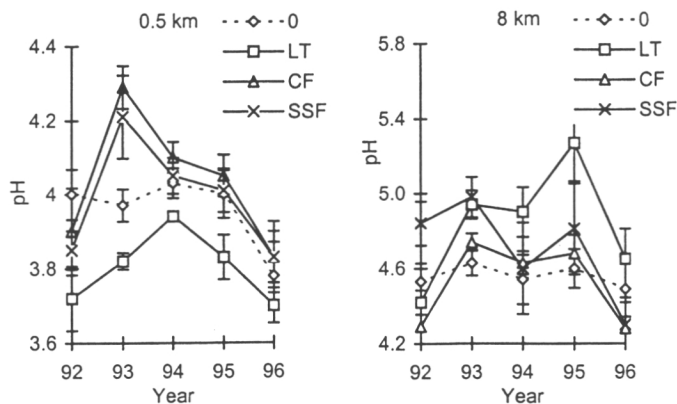 0.5 km
0
LT
CF
SSF
4.4
4.2
4
3.8
3.6
pH
92 93 94 95 96
Year
8 km
0
LT
CF
SSF
5.8
5.4
5.0
4.6
4.2
pH
92 93 94 95 96
Year